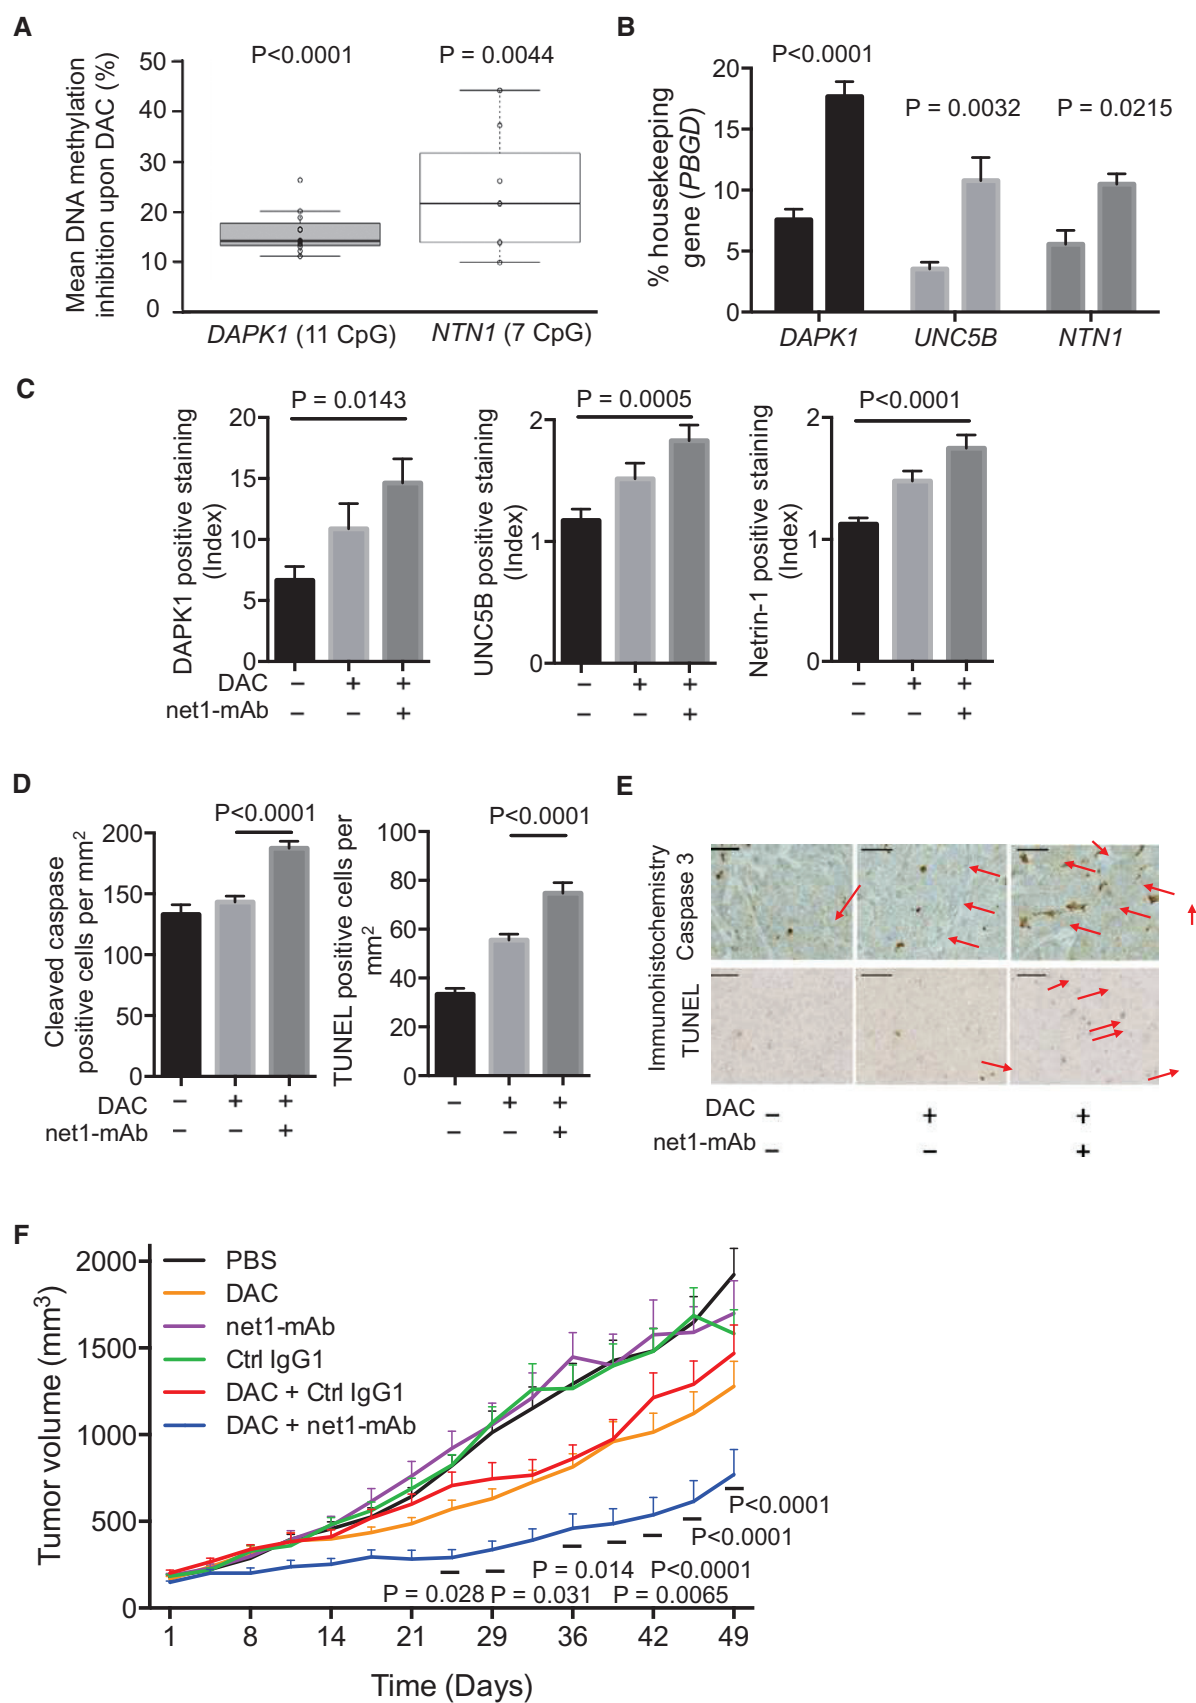 A
P<0.0001
P = 0.0044
Mean DNA methylation
inhibition upon DAC (%)
50
40
30
20
10
0
DAPK1 (11 CpG)
NTN1 (7 CpG)
B
P<0.0001
P = 0.0032
P = 0.0215
% housekeeping
gene (PBGD)
20
15
10
5
0
DAPK1
UNC5B
NTN1
C
P = 0.0143
DAPK1 positive staining
(Index)
20
15
10
5
0
P = 0.0005
UNC5B positive staining
(Index)
2
1
0
P<0.0001
Netrin-1 positive staining
(Index)
2
1
0
DAC – + + – + + – + +
net1-mAb – – + – – + – – +
D
P<0.0001
Cleaved caspase
positive cells per mm2
200
150
100
50
0
P<0.0001
TUNEL positive cells per
mm2
100
80
60
40
20
0
DAC – + + – + +
net1-mAb – – + – – +
E
Immunohistochemistry
Caspase 3
TUNEL
DAC – + +
net1-mAb – – +
F
Tumor volume (mm3)
2000
1500
1000
500
0
PBS
DAC
net1-mAb
Ctrl IgG1
DAC + Ctrl IgG1
DAC + net1-mAb
P<0.0001
P<0.0001
P = 0.014 P<0.0001
P = 0.028 P = 0.031 P = 0.0065
1 8 14 21 29 36 42 49
Time (Days)